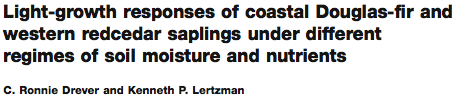 Light-growth responses of coastal Douglas-fir and
western redcedar saplings under different
regimes of soil moisture and nutrients
C. Ronnie Drever and Kenneth P. Lertzman